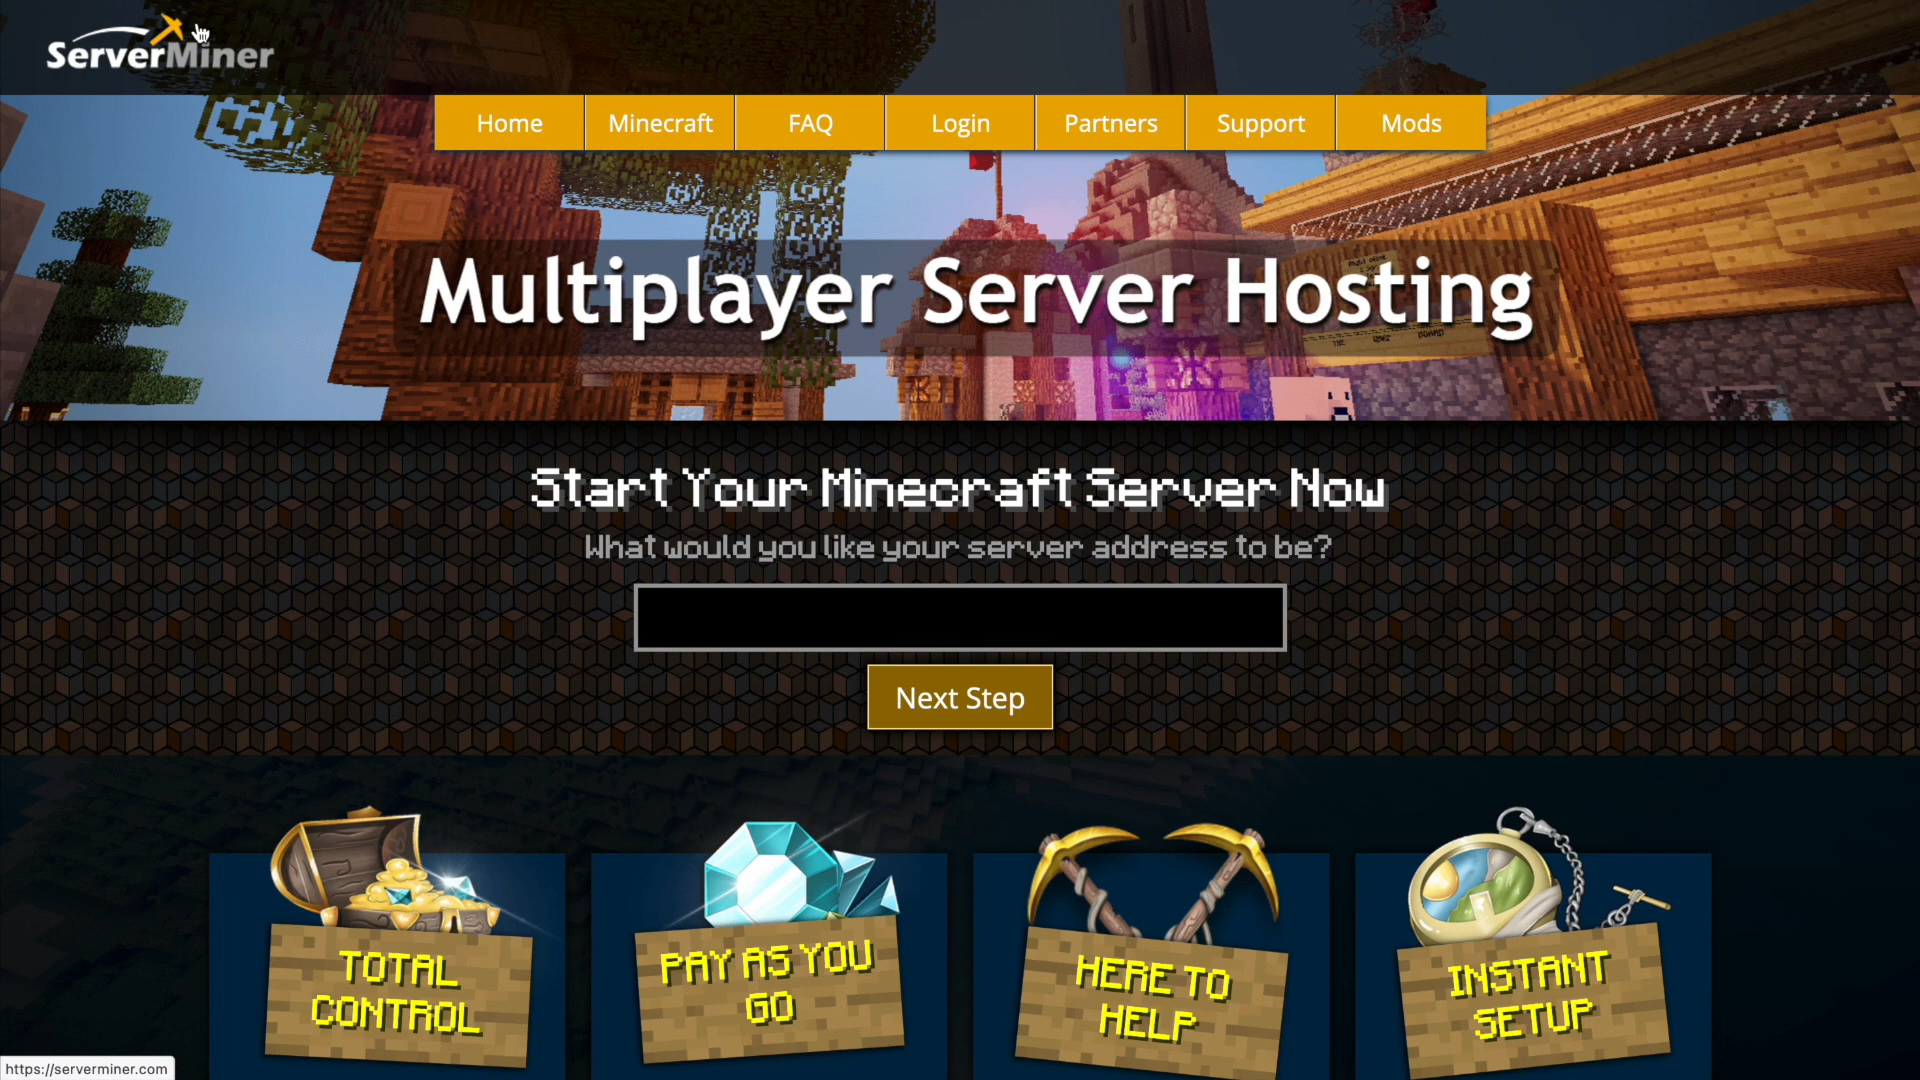 ServerMiner
Home
Minecraft
FAQ
Login
Partners
Support
Mods
Multiplayer Server Hosting
Start Your Minecraft Server Now
What would you like your server address to be?
Next Step
TOTAL
CONTROL
PAY AS YOU
GO
HERE TO
HELP
INSTANT
SETUP
https://serverminer.com